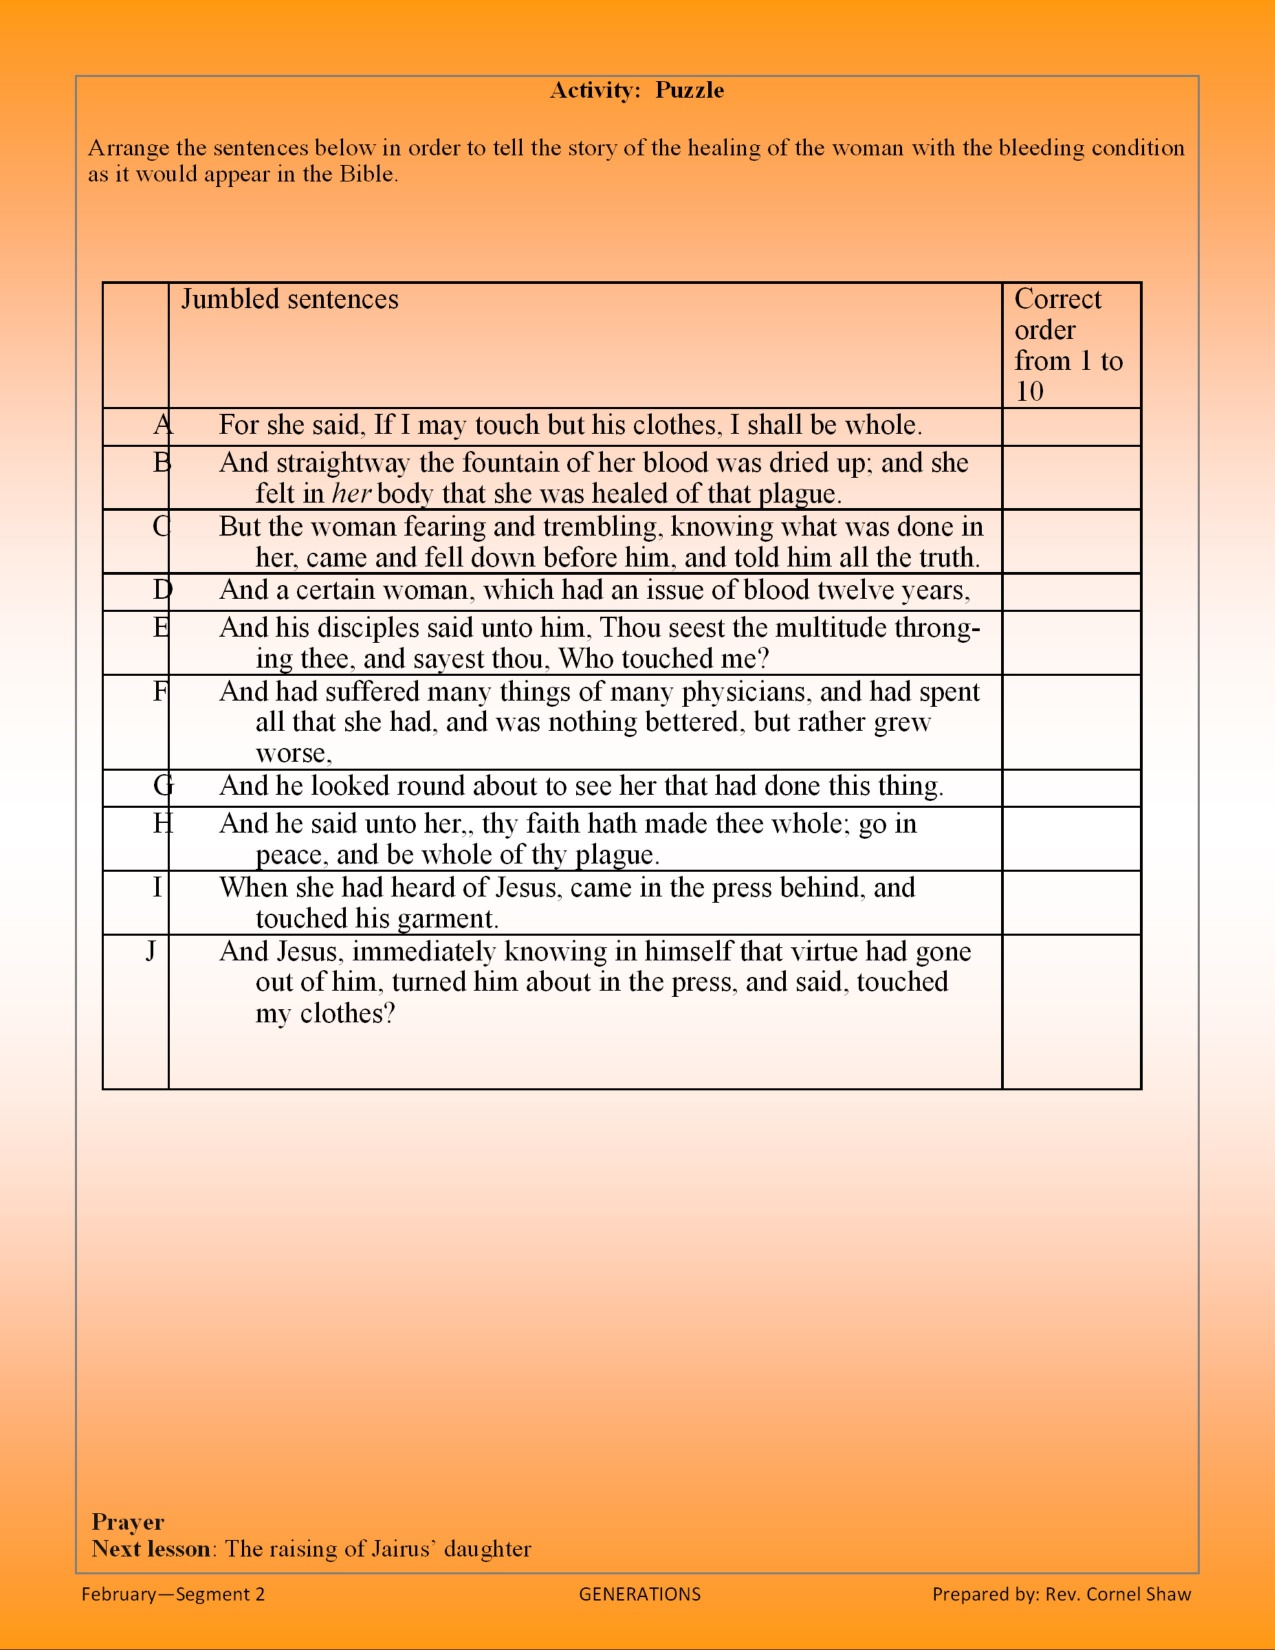 Activity: Puzzle
Arrange the sentences below in order to tell the story of the healing of the woman with the bleeding condition
as it would appear in the Bible.
Jumbled sentences
Correct
order
from 1 to
10
A For she said, If I may touch but his clothes, I shall be whole.
B And straightway the fountain of her blood was dried up; and she
felt in her body that she was healed of that plague.
C But the woman fearing and trembling, knowing what was done in
her, came and fell down before him, and told him all the truth.
D And a certain woman, which had an issue of blood twelve years,
E And his disciples said unto him, Thou seest the multitude throng-
ing thee, and sayest thou, Who touched me?
F And had suffered many things of many physicians, and had spent
all that she had, and was nothing bettered, but rather grew
worse,
G And he looked round about to see her that had done this thing.
H And he said unto her,, thy faith hath made thee whole; go in
peace, and be whole of thy plague.
I When she had heard of Jesus, came in the press behind, and
touched his garment.
J And Jesus, immediately knowing in himself that virtue had gone
out of him, turned him about in the press, and said, touched
my clothes?
Prayer
Next lesson: The raising of Jairus’ daughter
February—Segment 2 GENERATIONS Prepared by: Rev. Cornel Shaw